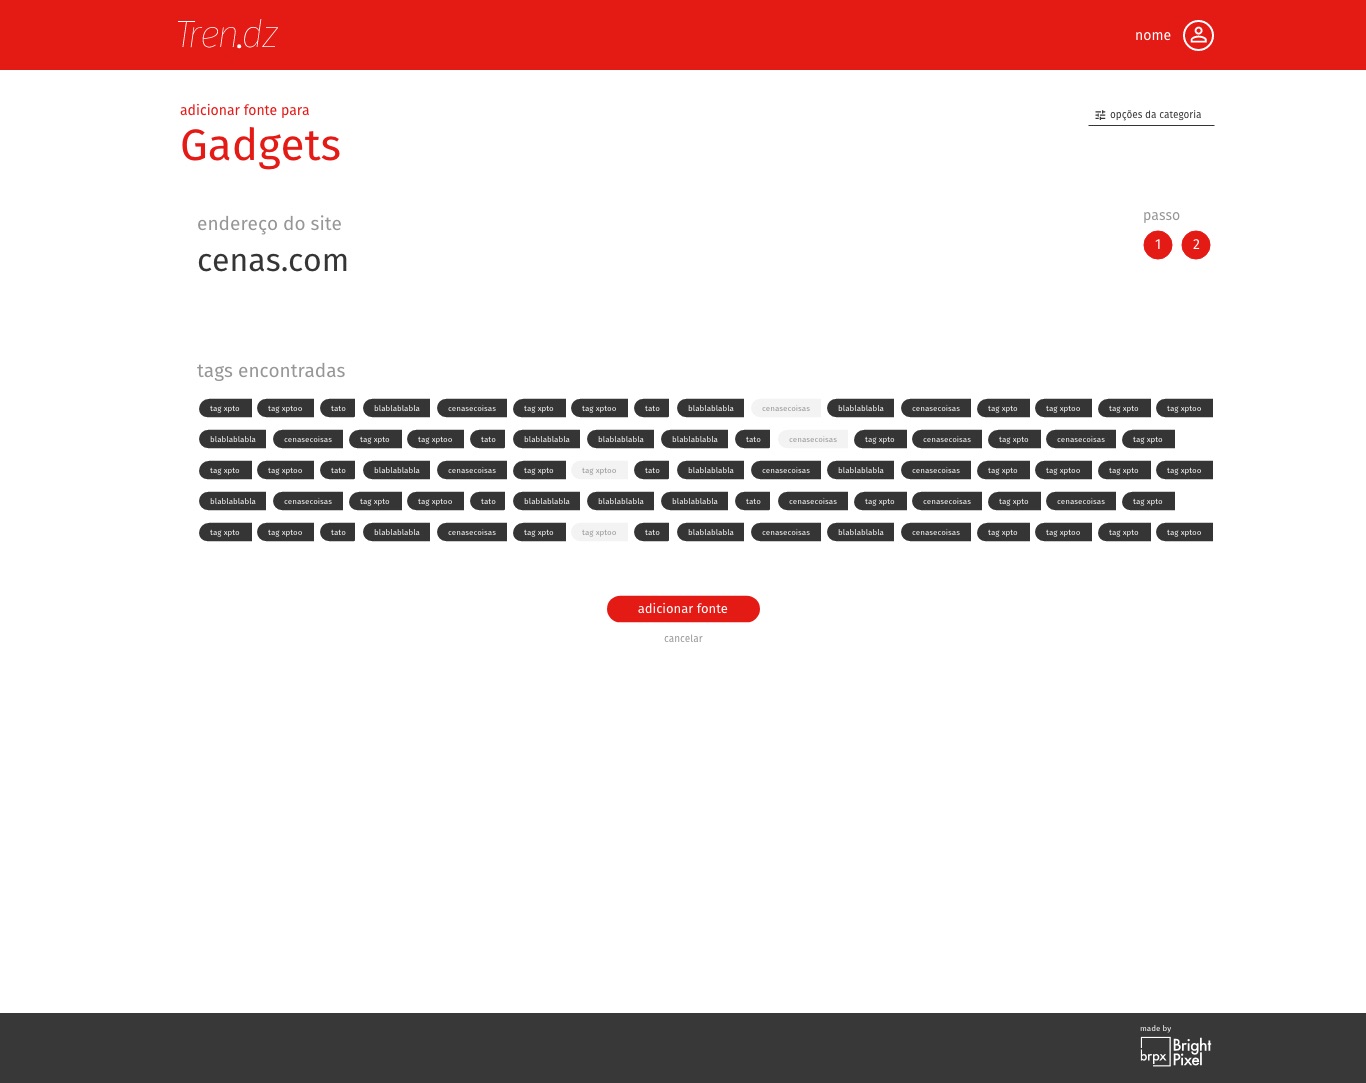 Tren.dz
nome
adicionar fonte para
opções da categoria
Gadgets
endereço do site
passo
cenas.com
1 2
tags encontradas
tag xpto tag xptoo tato blablablabla cenasecoisas tag xpto tag xptoo tato blablablabla cenasecoisas blablablabla cenasecoisas tag xpto tag xptoo tag xpto tag xptoo
blablablabla cenasecoisas tag xpto tag xptoo tato blablablabla blablablabla blablablabla tato cenasecoisas tag xpto cenasecoisas tag xpto cenasecoisas tag xpto
tag xpto tag xptoo tato blablablabla cenasecoisas tag xpto tag xptoo tato blablablabla cenasecoisas blablablabla cenasecoisas tag xpto tag xptoo tag xpto tag xptoo
blablablabla cenasecoisas tag xpto tag xptoo tato blablablabla blablablabla blablablabla tato cenasecoisas tag xpto cenasecoisas tag xpto cenasecoisas tag xpto
tag xpto tag xptoo tato blablablabla cenasecoisas tag xpto tag xptoo tato blablablabla cenasecoisas blablablabla cenasecoisas tag xpto tag xptoo tag xpto tag xptoo
adicionar fonte
cancelar
made by
brpx
Bright
Pixel